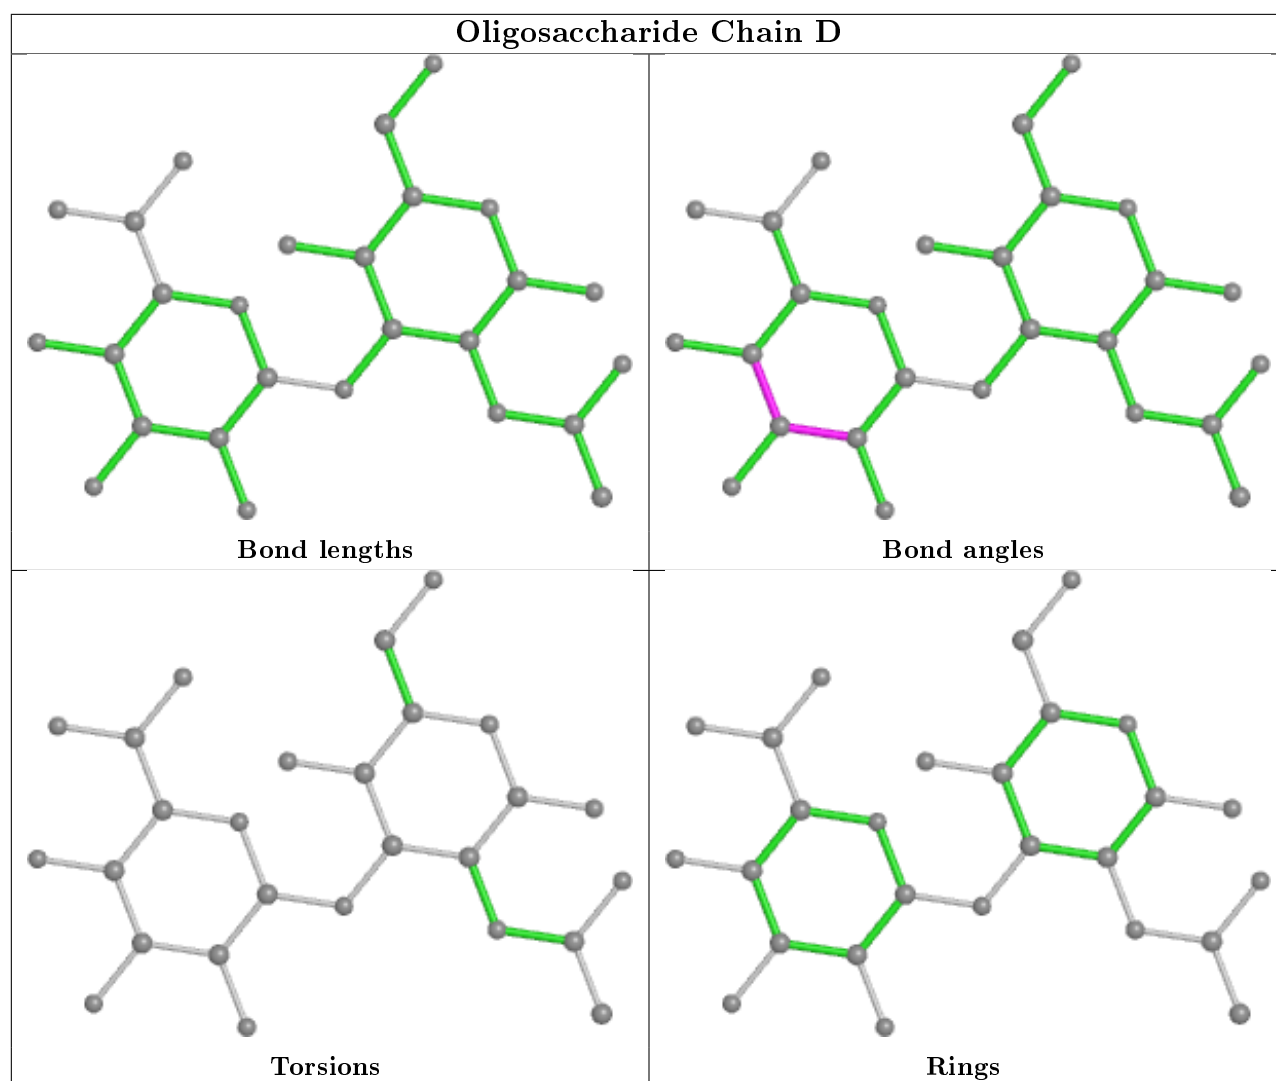 Oligosaccharide Chain D
Bond lengths
Bond angles
Torsions
Rings